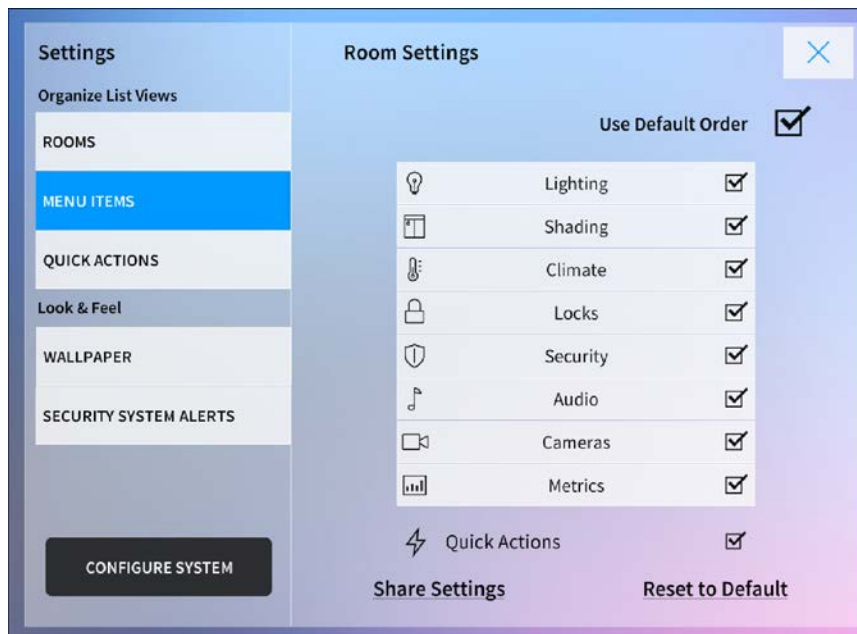 Settings
Organize List Views
ROOMS
MENU ITEMS
QUICK ACTIONS
Look & Feel
WALLPAPER
SECURITY SYSTEM ALERTS
CONFIGURE SYSTEM
Room Settings
Use Default Order
Lighting
Shading
Climate
Locks
Security
Audio
Cameras
Metrics
Quick Actions
Share Settings
Reset to Default